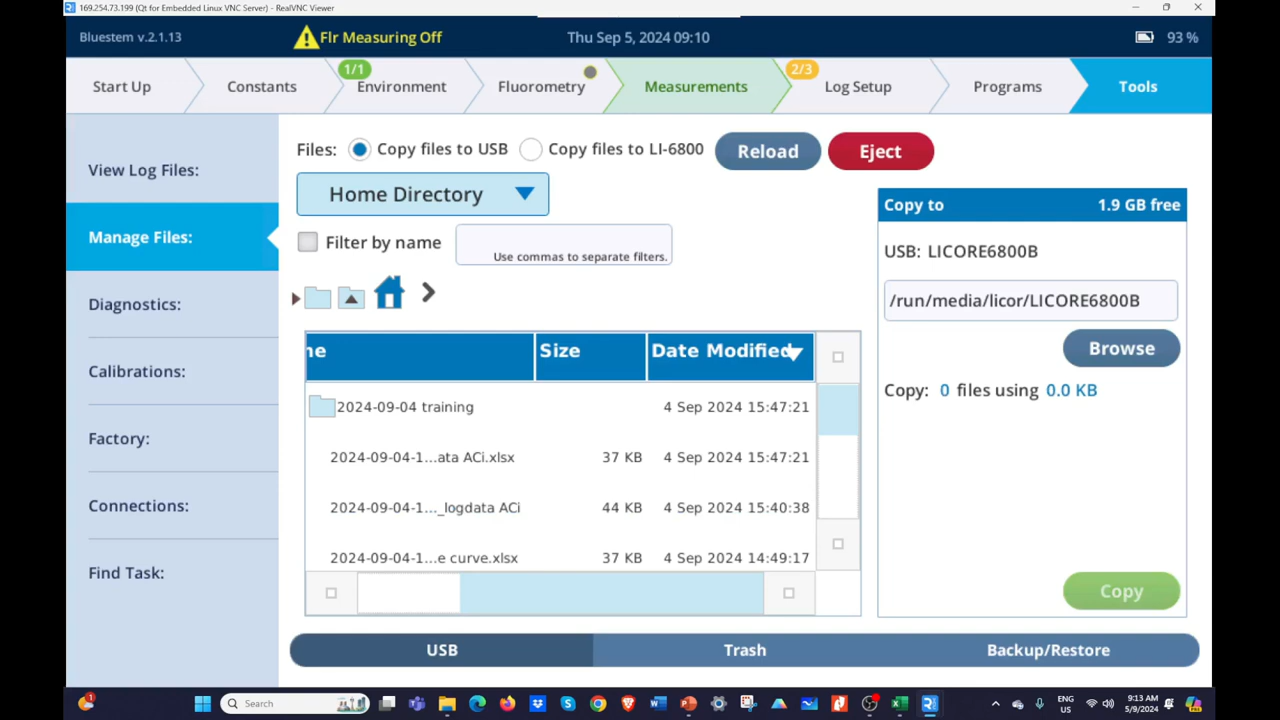 169.254.73.199 (Qt for Embedded Linux VNC Server) - RealVNC Viewer
Bluestem v.2.1.13
Flr Measuring Off
Thu Sep 5, 2024 09:10
93 %
Start Up
Constants
1/1
Environment
Fluorometry
Measurements
2/3
Log Setup
Programs
Tools
View Log Files:
Manage Files:
Diagnostics:
Calibrations:
Factory:
Connections:
Find Task:
Files: Copy files to USB Copy files to LI-6800 Reload Eject
Home Directory
Filter by name Use commas to separate filters.
me Size Date Modified
2024-09-04 training 4 Sep 2024 15:47:21
2024-09-04-1...ata ACi.xlsx 37 KB 4 Sep 2024 15:47:21
2024-09-04-1..._logdata ACi 44 KB 4 Sep 2024 15:40:38
2024-09-04-1...e curve.xlsx 37 KB 4 Sep 2024 14:49:17
Copy to 1.9 GB free
USB: LICORE6800B
/run/media/licor/LICORE6800B
Browse
Copy: 0 files using 0.0 KB
Copy
USB Trash Backup/Restore
1
Search
ENG
US
9:13 AM
5/9/2024